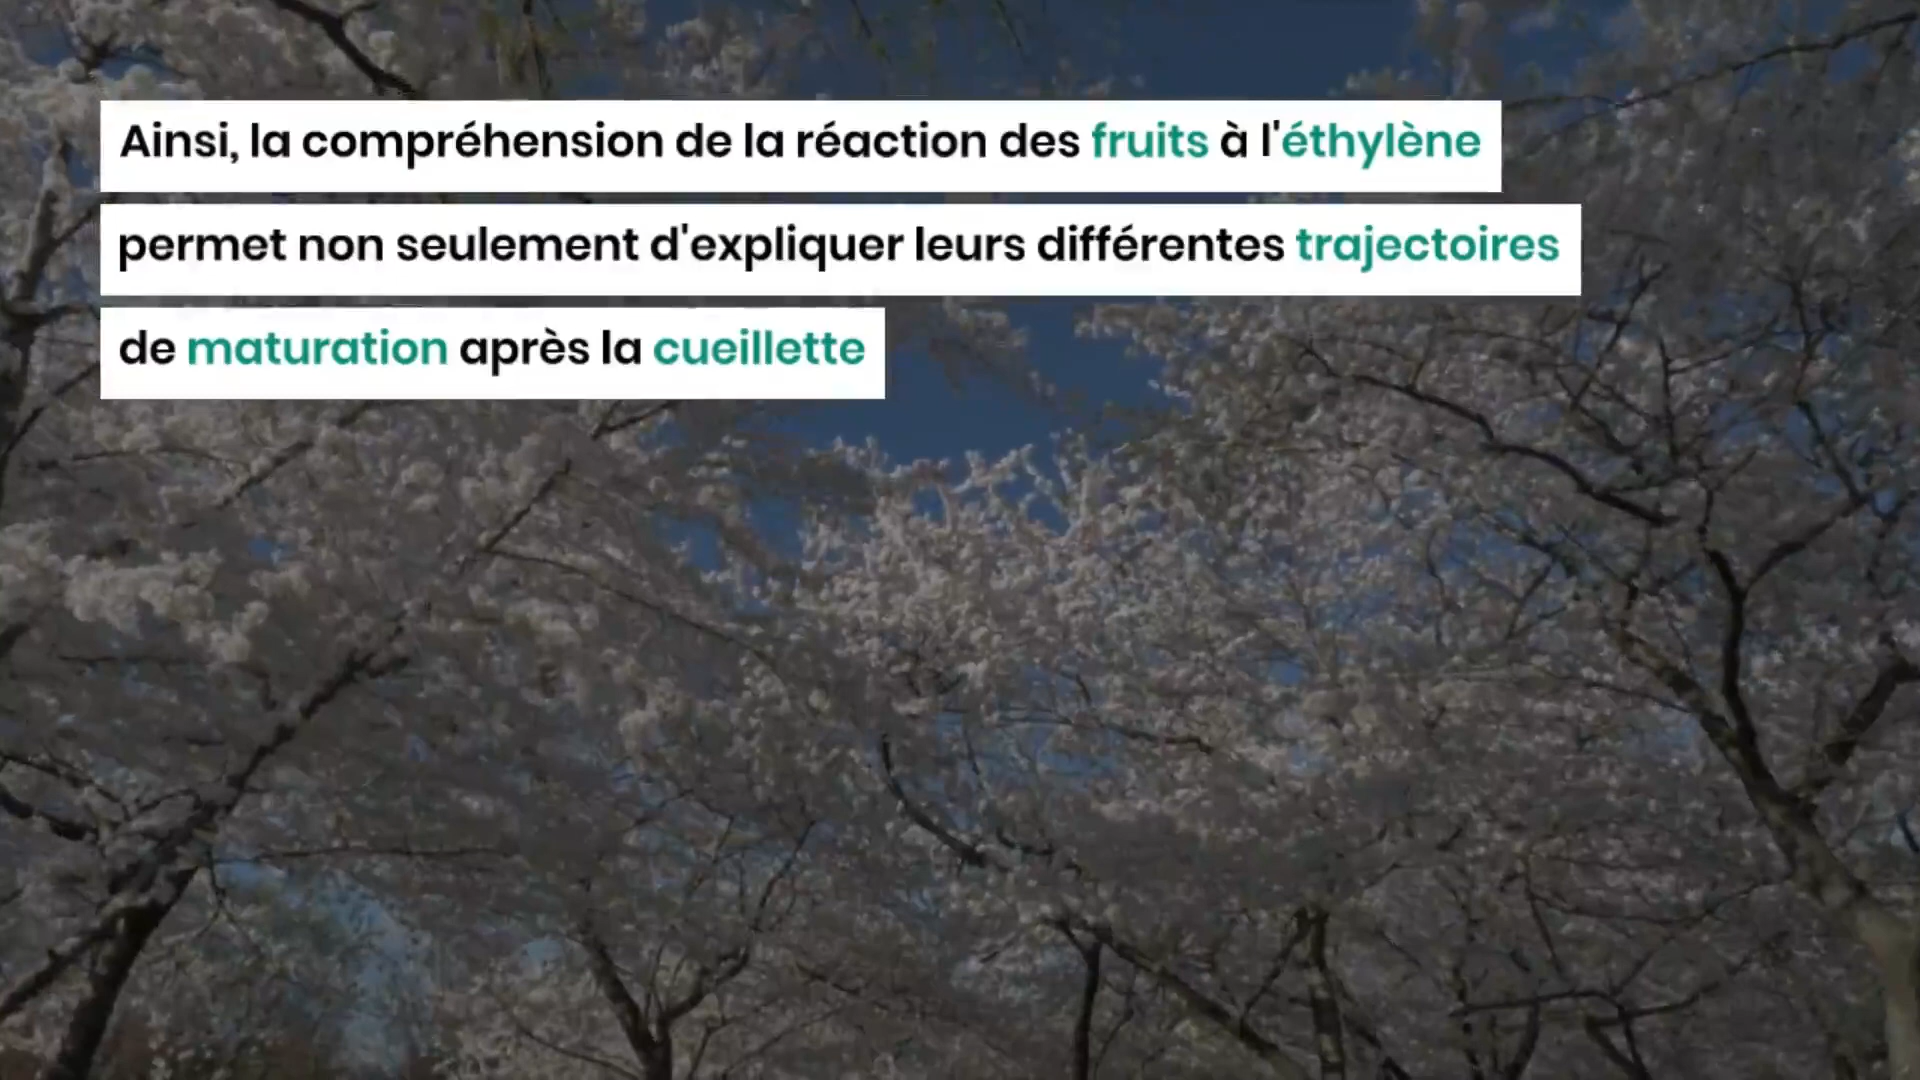 Ainsi, la compréhension de la réaction des fruits à l'éthylène
permet non seulement d'expliquer leurs différentes trajectoires
de maturation après la cueillette